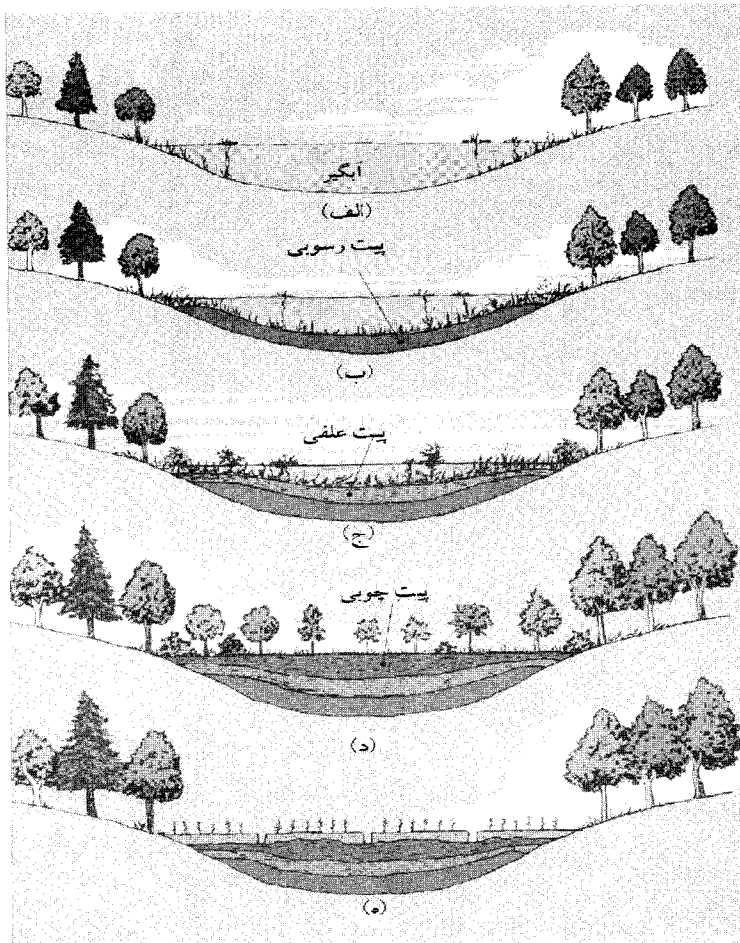 آبگیر
(الف)
پیت رسوبی
(ب)
پیت علفی
(ج)
پیت چوبی
(د)
(ه)